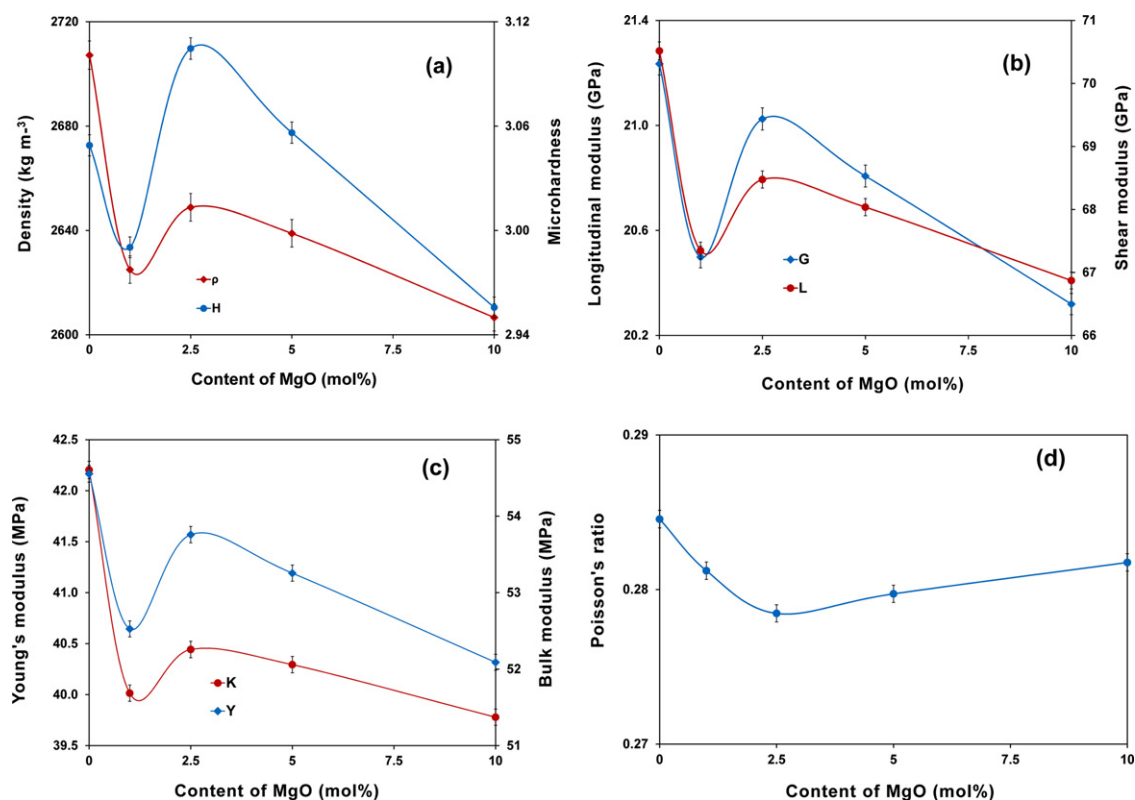 2720
2680
2640
2600
Density (kg m-3)
3.12
3.06
3.00
2.94
Microhardness
(a)
ρ
H
0
1
2.5
5
7.5
10
Content of MgO (mol%)
21.4
21.0
20.6
20.2
Longitudinal modulus (GPa)
71
70
69
68
67
66
Shear modulus (GPa)
(b)
G
L
0
1
2.5
5
7.5
10
Content of MgO (mol%)
42.5
42.0
41.5
41.0
40.5
40.0
39.5
Young's modulus (MPa)
55
54
53
52
51
Bulk modulus (MPa)
(c)
K
Y
0
1
2.5
5
7.5
10
Content of MgO (mol%)
0.29
0.28
0.27
Poisson's ratio
(d)
0
1
2.5
5
7.5
10
Content of MgO (mol%)